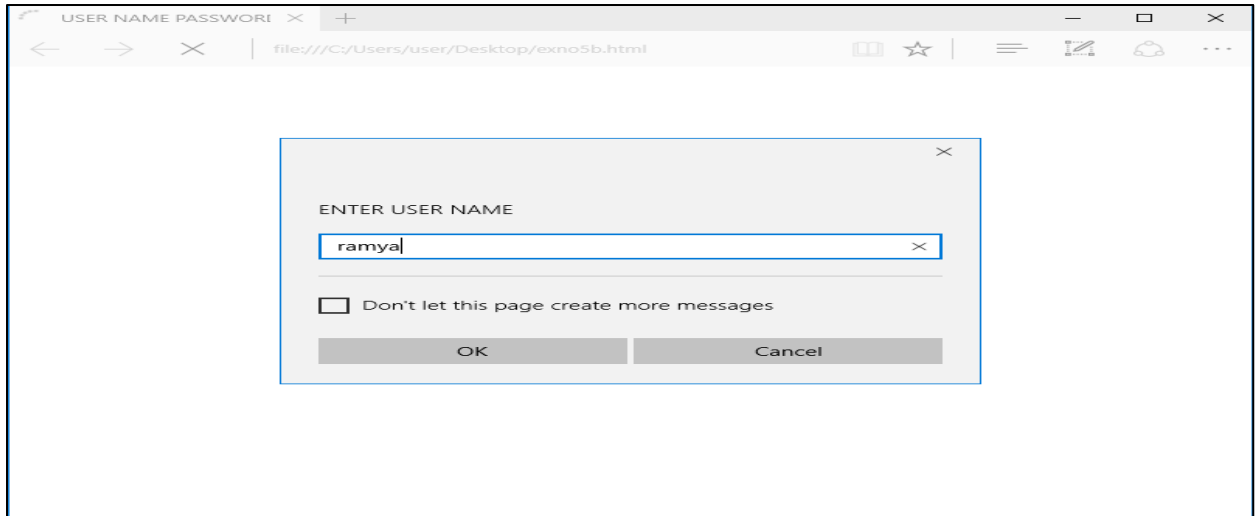 USER NAME PASSWORD
file:///C:/Users/user/Desktop/exno5b.html
ENTER USER NAME
ramya
Don't let this page create more messages
OK Cancel